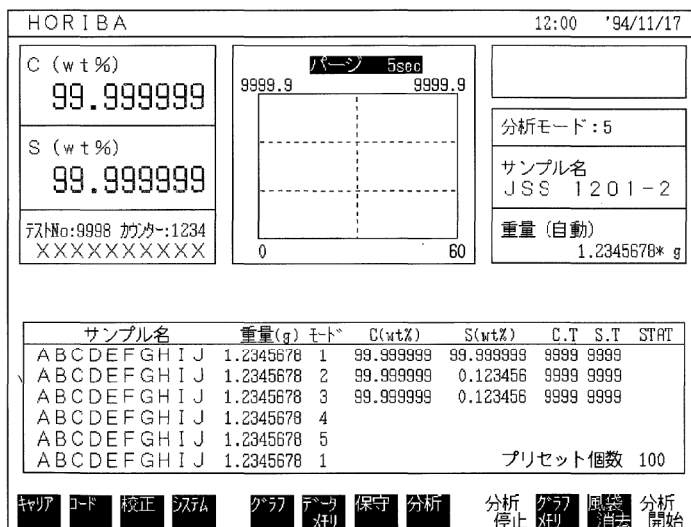 HORIBA 12:00 '94/11/17
C (wt%)
99.999999
S (wt%)
99.999999
テストNo:9998 カウンター:1234
XXXXXXXXXX
パージ 5sec
9999.9 9999.9
0 60
分析モード:5
サンプル名
JSS 1201-2
重量 (自動)
1.2345678* g
サンプル名 重量(g) モード C(wt%) S(wt%) C.T S.T STAT
ABCDEFGHIJ 1.2345678 1 99.999999 99.999999 9999 9999
ABCDEFGHIJ 1.2345678 2 99.999999 0.123456 9999 9999
ABCDEFGHIJ 1.2345678 3 99.999999 0.123456 9999 9999
ABCDEFGHIJ 1.2345678 4
ABCDEFGHIJ 1.2345678 5
ABCDEFGHIJ 1.2345678 1 プリセット個数 100
キャリア コード 校正 システム グラフ データ メモリ 保守 分析 分析 停止 グラフ メモリ 風袋 消去 分析 開始